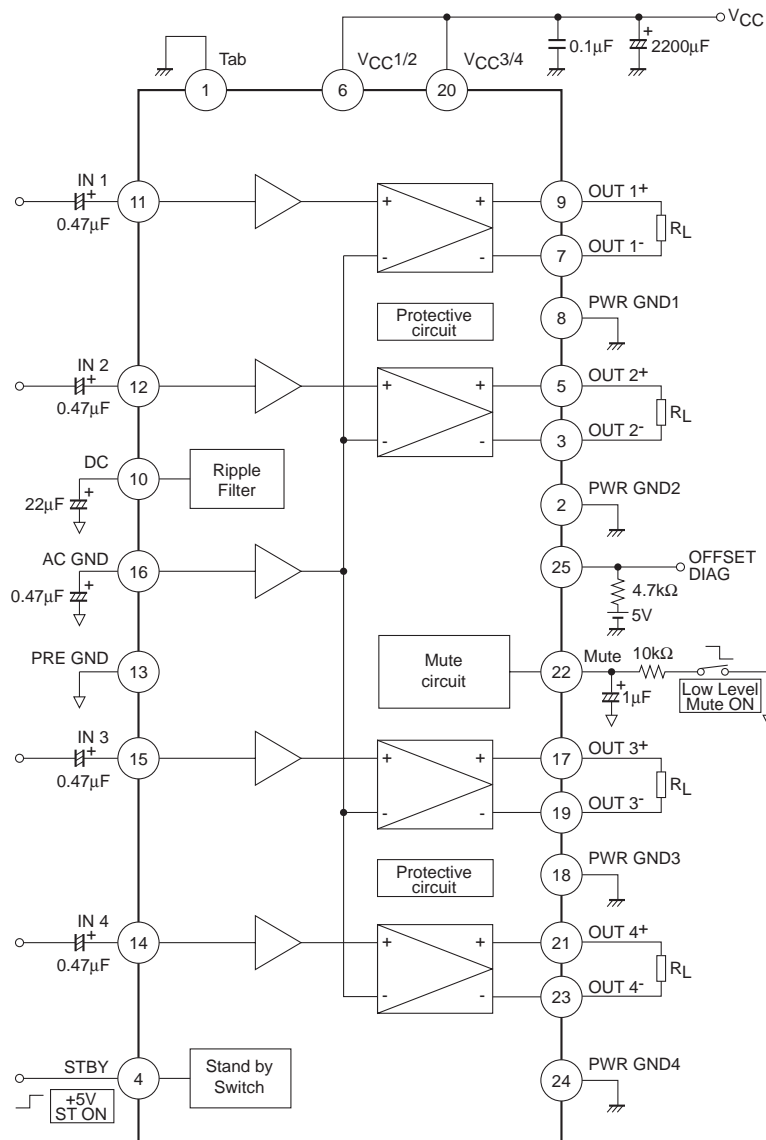 VCC
+
0.1µF
2200µF
Tab
VCC1/2
VCC3/4
1
6
20
IN 1
+
0.47µF
11
+
-
+
-
9
OUT 1+
7
OUT 1-
RL
Protective
circuit
8
PWR GND1
IN 2
+
0.47µF
12
+
-
+
-
5
OUT 2+
3
OUT 2-
RL
DC
+
22µF
10
Ripple
Filter
2
PWR GND2
AC GND
+
0.47µF
16
25
OFFSET
DIAG
4.7kΩ
5V
PRE GND
13
Mute
circuit
22
Mute
10kΩ
+
1µF
Low Level
Mute ON
IN 3
+
0.47µF
15
+
-
+
-
17
OUT 3+
19
OUT 3-
RL
Protective
circuit
18
PWR GND3
IN 4
+
0.47µF
14
+
-
+
-
21
OUT 4+
23
OUT 4-
RL
STBY
4
Stand by
Switch
+5V
ST ON
24
PWR GND4